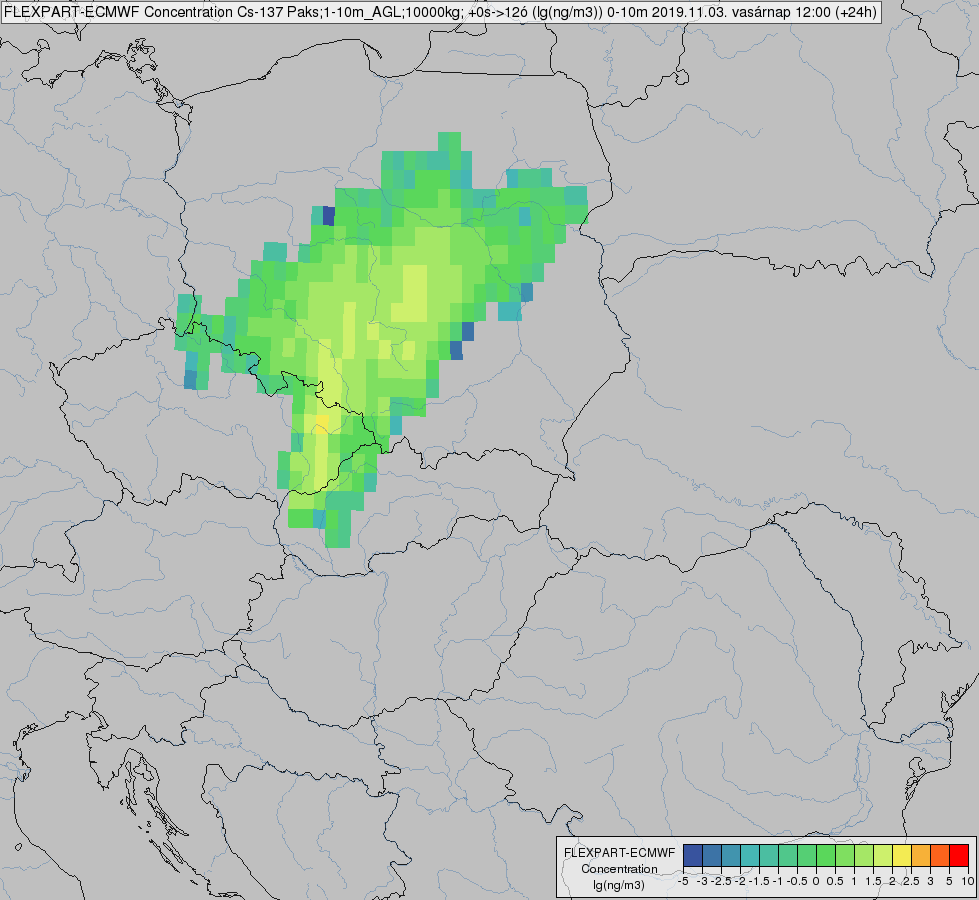 FLEXPART-ECMWF Concentration Cs-137 Paks;1-10m_AGL;10000kg; +0s->12ó (lg(ng/m3)) 0-10m 2019.11.03. vasárnap 12:00 (+24h)
FLEXPART-ECMWF
Concentration
lg(ng/m3)
-5 -3 -2.5 -2 -1.5 -1 -0.5 0 0.5 1 1.5 2 2.5 3 5 10